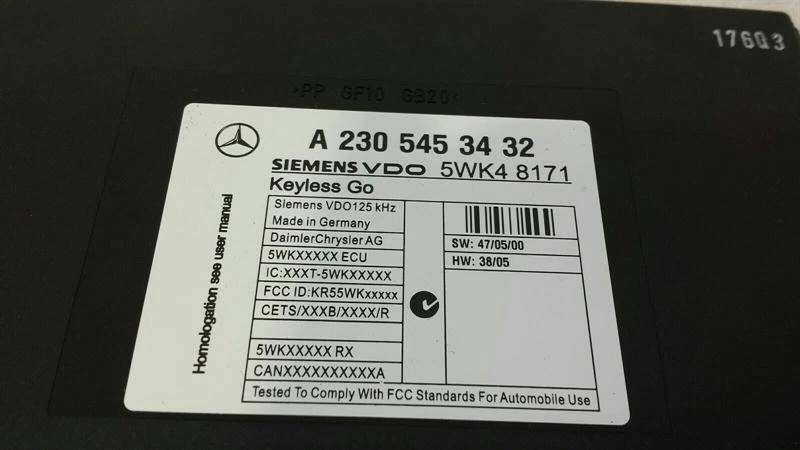 17603
>PP GF10 GB20<
A 230 545 34 32
SIEMENS VDO 5WK4 8171
Keyless Go
Homologation see user manual
Siemens VDO125 kHz
Made in Germany
DaimlerChrysler AG
5WKXXXXX ECU
IC:XXXT-5WKXXXXX
FCC ID:KR55WKxxxxx
CETS/XXXB/XXXX/R
5WKXXXXX RX
CANXXXXXXXXXXA
SW: 47/05/00
HW: 38/05
Tested To Comply With FCC Standards For Automobile Use